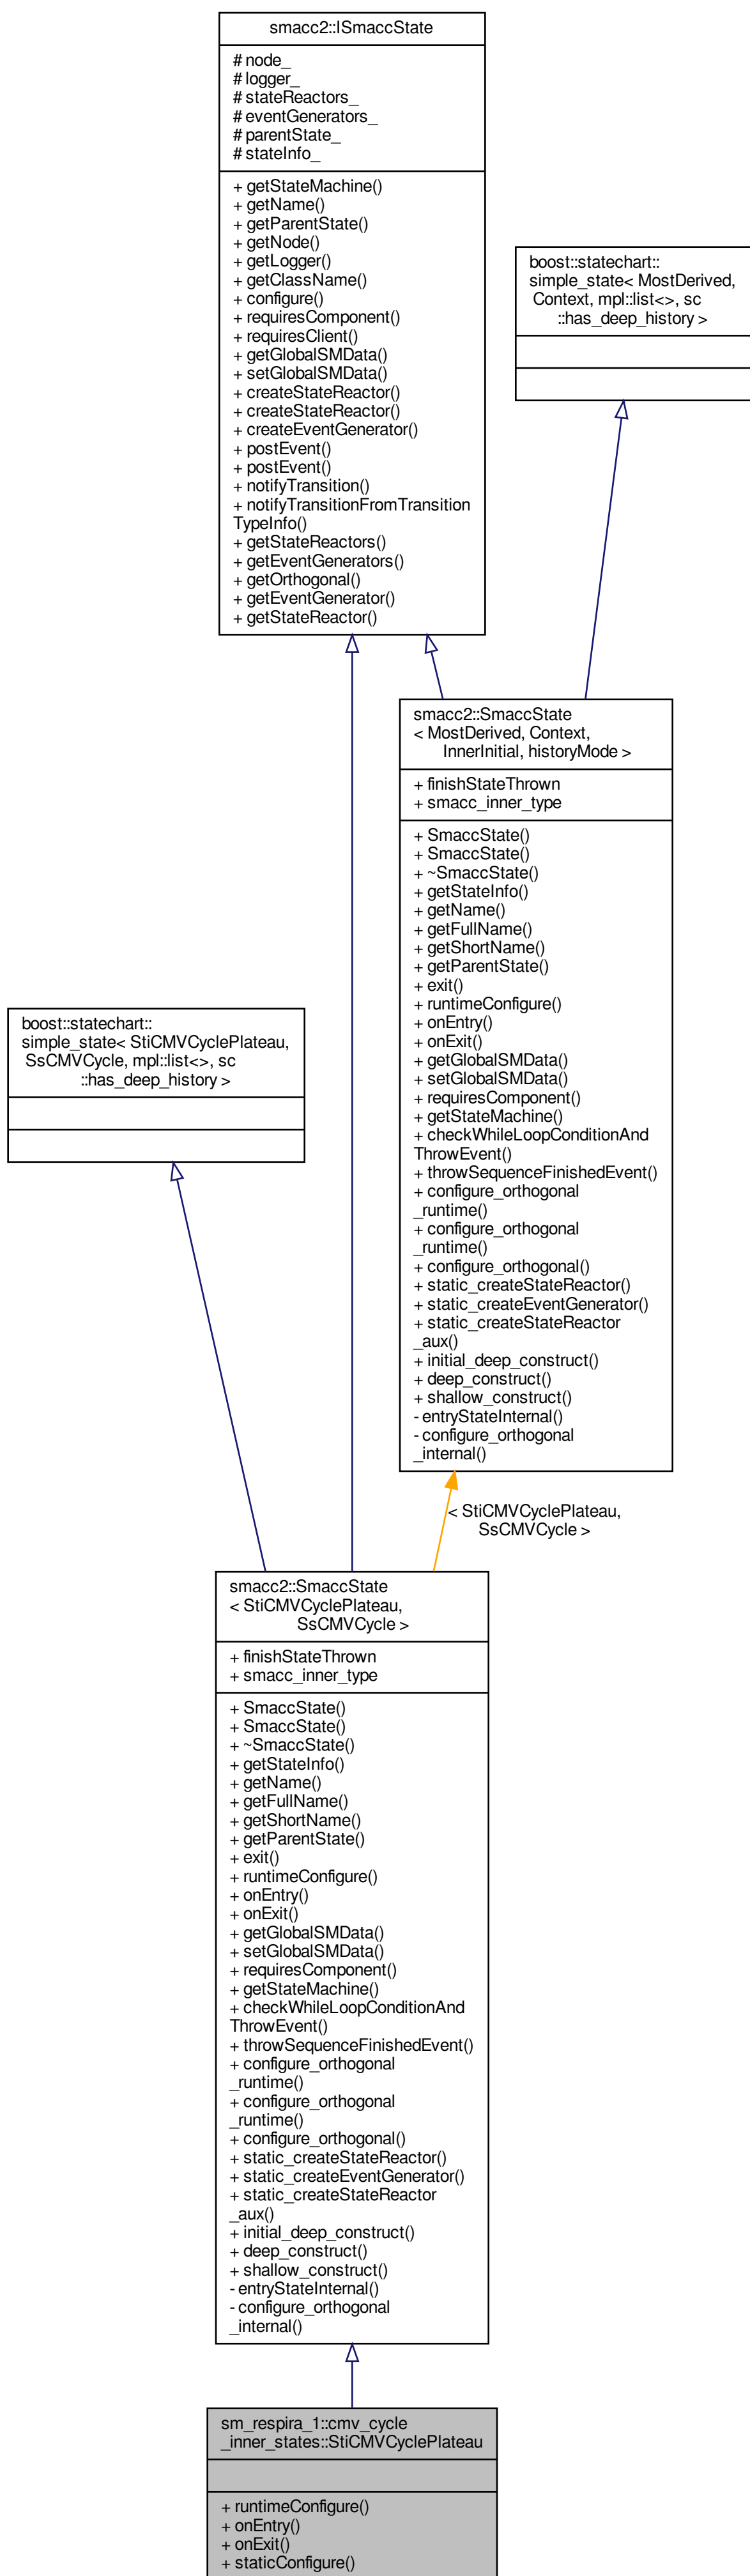 smacc2::ISmaccState
# node_
# logger_
# stateReactors_
# eventGenerators_
# parentState_
# stateInfo_
+ getStateMachine()
+ getName()
+ getParentState()
+ getNode()
+ getLogger()
+ getClassName()
+ configure()
+ requiresComponent()
+ requiresClient()
+ getGlobalSMData()
+ setGlobalSMData()
+ createStateReactor()
+ createStateReactor()
+ createEventGenerator()
+ postEvent()
+ postEvent()
+ notifyTransition()
+ notifyTransitionFromTransition
TypeInfo()
+ getStateReactors()
+ getEventGenerators()
+ getOrthogonal()
+ getEventGenerator()
+ getStateReactor()
boost::statechart::
simple_state< MostDerived,
Context, mpl::list<>, sc
::has_deep_history >
smacc2::SmaccState
< MostDerived, Context,
InnerInitial, historyMode >
+ finishStateThrown
+ smacc_inner_type
+ SmaccState()
+ SmaccState()
+ ~SmaccState()
+ getStateInfo()
+ getName()
+ getFullName()
+ getShortName()
+ getParentState()
+ exit()
+ runtimeConfigure()
+ onEntry()
+ onExit()
+ getGlobalSMData()
+ setGlobalSMData()
+ requiresComponent()
+ getStateMachine()
+ checkWhileLoopConditionAnd
ThrowEvent()
+ throwSequenceFinishedEvent()
+ configure_orthogonal
_runtime()
+ configure_orthogonal
_runtime()
+ configure_orthogonal()
+ static_createStateReactor()
+ static_createEventGenerator()
+ static_createStateReactor
_aux()
+ initial_deep_construct()
+ deep_construct()
+ shallow_construct()
- entryStateInternal()
- configure_orthogonal
_internal()
boost::statechart::
simple_state< StiCMVCyclePlateau,
SsCMVCycle, mpl::list<>, sc
::has_deep_history >
< StiCMVCyclePlateau,
SsCMVCycle >
smacc2::SmaccState
< StiCMVCyclePlateau,
SsCMVCycle >
+ finishStateThrown
+ smacc_inner_type
+ SmaccState()
+ SmaccState()
+ ~SmaccState()
+ getStateInfo()
+ getName()
+ getFullName()
+ getShortName()
+ getParentState()
+ exit()
+ runtimeConfigure()
+ onEntry()
+ onExit()
+ getGlobalSMData()
+ setGlobalSMData()
+ requiresComponent()
+ getStateMachine()
+ checkWhileLoopConditionAnd
ThrowEvent()
+ throwSequenceFinishedEvent()
+ configure_orthogonal
_runtime()
+ configure_orthogonal
_runtime()
+ configure_orthogonal()
+ static_createStateReactor()
+ static_createEventGenerator()
+ static_createStateReactor
_aux()
+ initial_deep_construct()
+ deep_construct()
+ shallow_construct()
- entryStateInternal()
- configure_orthogonal
_internal()
sm_respira_1::cmv_cycle
_inner_states::StiCMVCyclePlateau
+ runtimeConfigure()
+ onEntry()
+ onExit()
+ staticConfigure()